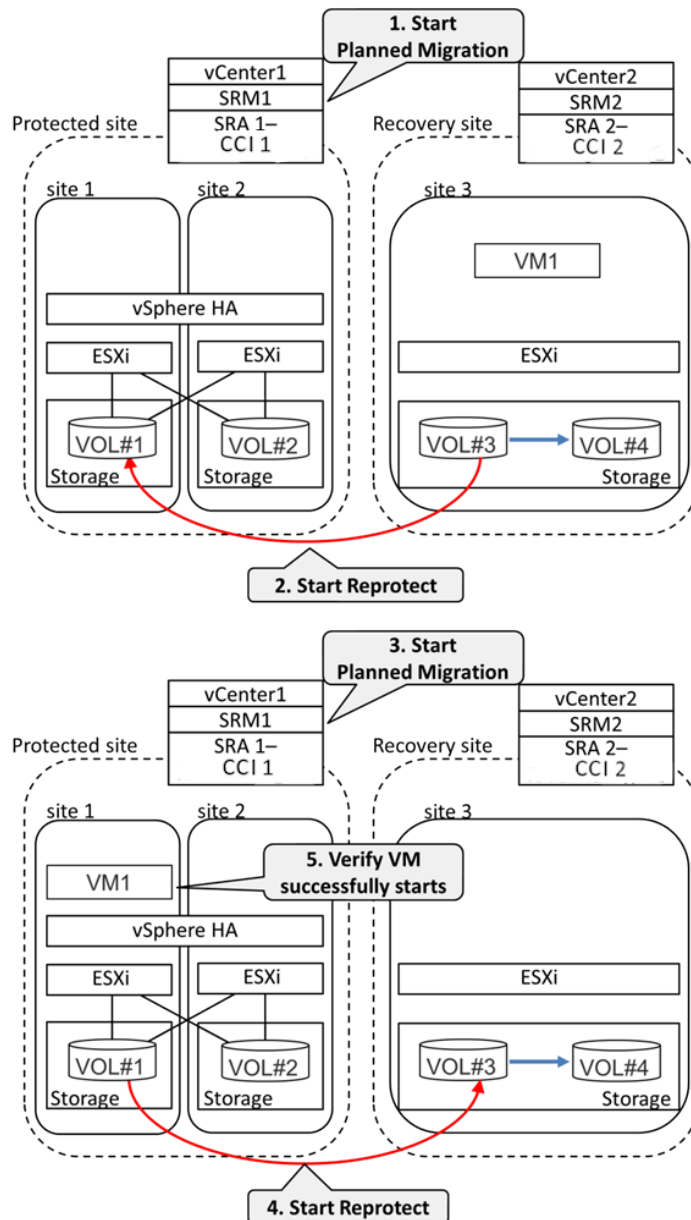 1. Start
Planned Migration
vCenter1
SRM1
SRA 1–
CCI 1
vCenter2
SRM2
SRA 2–
CCI 2
Protected site
Recovery site
site 1
site 2
site 3
VM1
vSphere HA
ESXi
ESXi
ESXi
VOL#1
VOL#2
VOL#3
VOL#4
Storage
Storage
Storage
2. Start Reprotect
3. Start
Planned Migration
vCenter1
SRM1
SRA 1–
CCI 1
vCenter2
SRM2
SRA 2–
CCI 2
Protected site
Recovery site
site 1
site 2
site 3
5. Verify VM
successfully starts
VM1
vSphere HA
ESXi
ESXi
ESXi
VOL#1
VOL#2
VOL#3
VOL#4
Storage
Storage
Storage
4. Start Reprotect